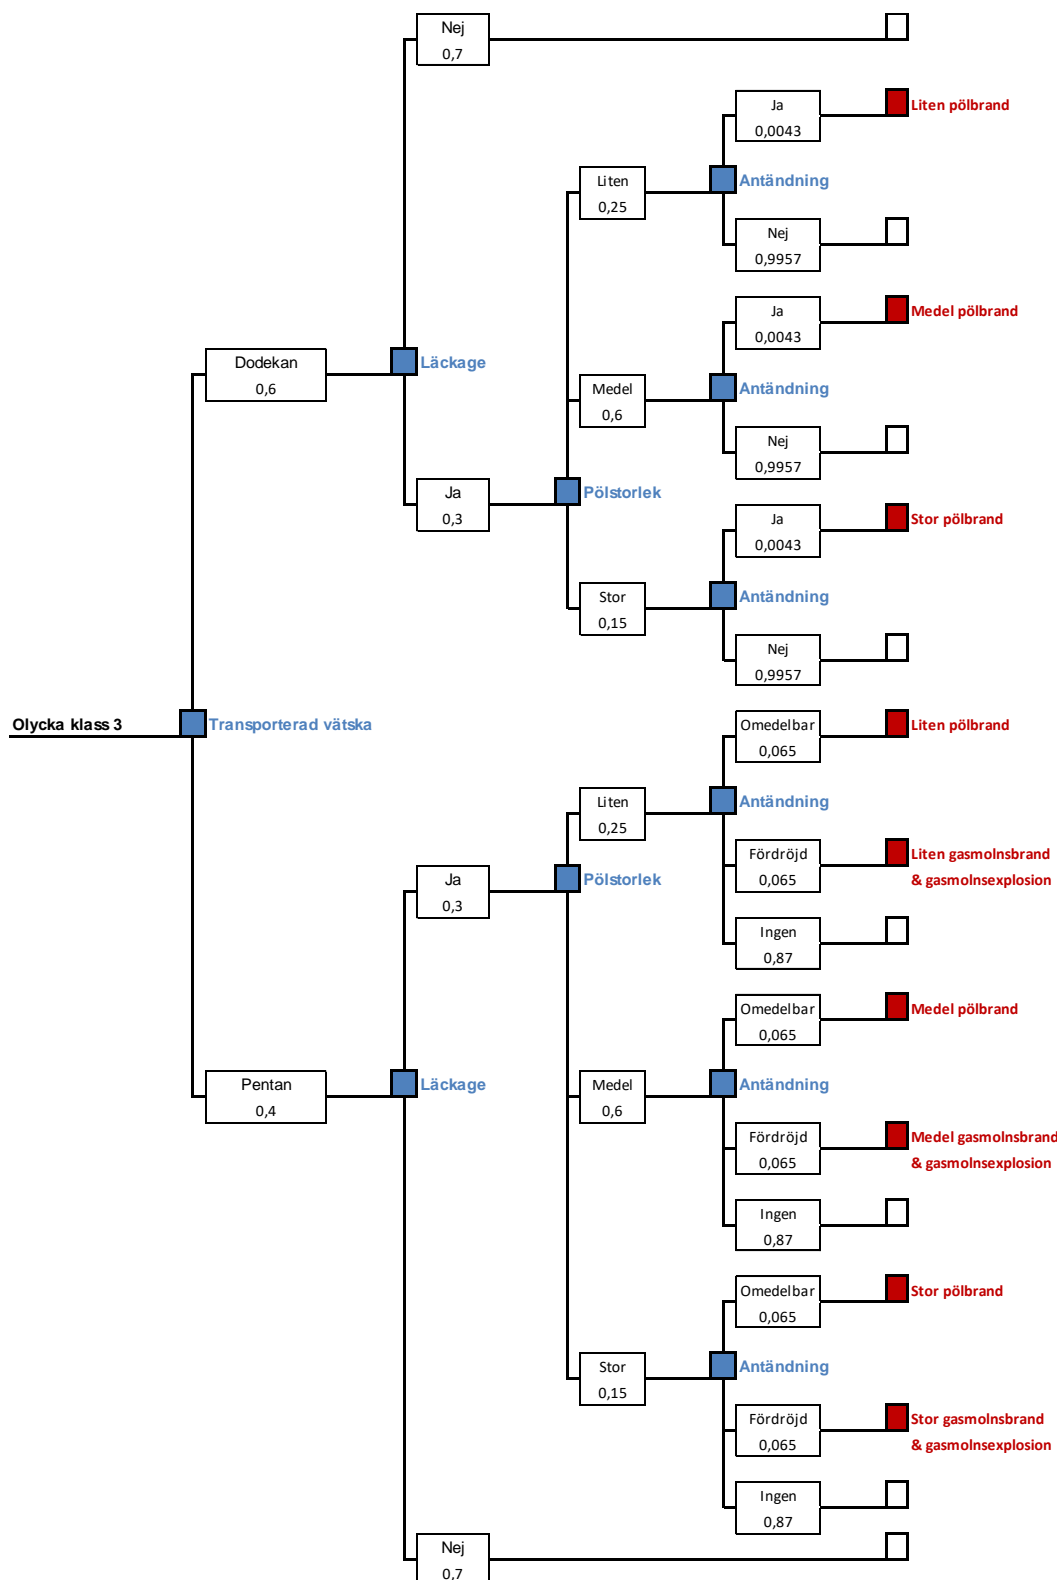 Nej
0,7
Ja
0,0043
Liten pölbrand
Liten
0,25
Antändning
Nej
0,9957
Ja
0,0043
Medel pölbrand
Dodekan
0,6
Läckage
Medel
0,6
Antändning
Nej
0,9957
Ja
0,3
Pölstorlek
Ja
0,0043
Stor pölbrand
Stor
0,15
Antändning
Nej
0,9957
Olycka klass 3
Transporterad vätska
Omedelbar
0,065
Liten pölbrand
Liten
0,25
Antändning
Ja
0,3
Pölstorlek
Fördröjd
0,065
Liten gasmolnsbrand
& gasmolnsexplosion
Ingen
0,87
Omedelbar
0,065
Medel pölbrand
Pentan
0,4
Läckage
Medel
0,6
Antändning
Fördröjd
0,065
Medel gasmolnsbrand
& gasmolnsexplosion
Ingen
0,87
Omedelbar
0,065
Stor pölbrand
Stor
0,15
Antändning
Fördröjd
0,065
Stor gasmolnsbrand
& gasmolnsexplosion
Ingen
0,87
Nej
0,7